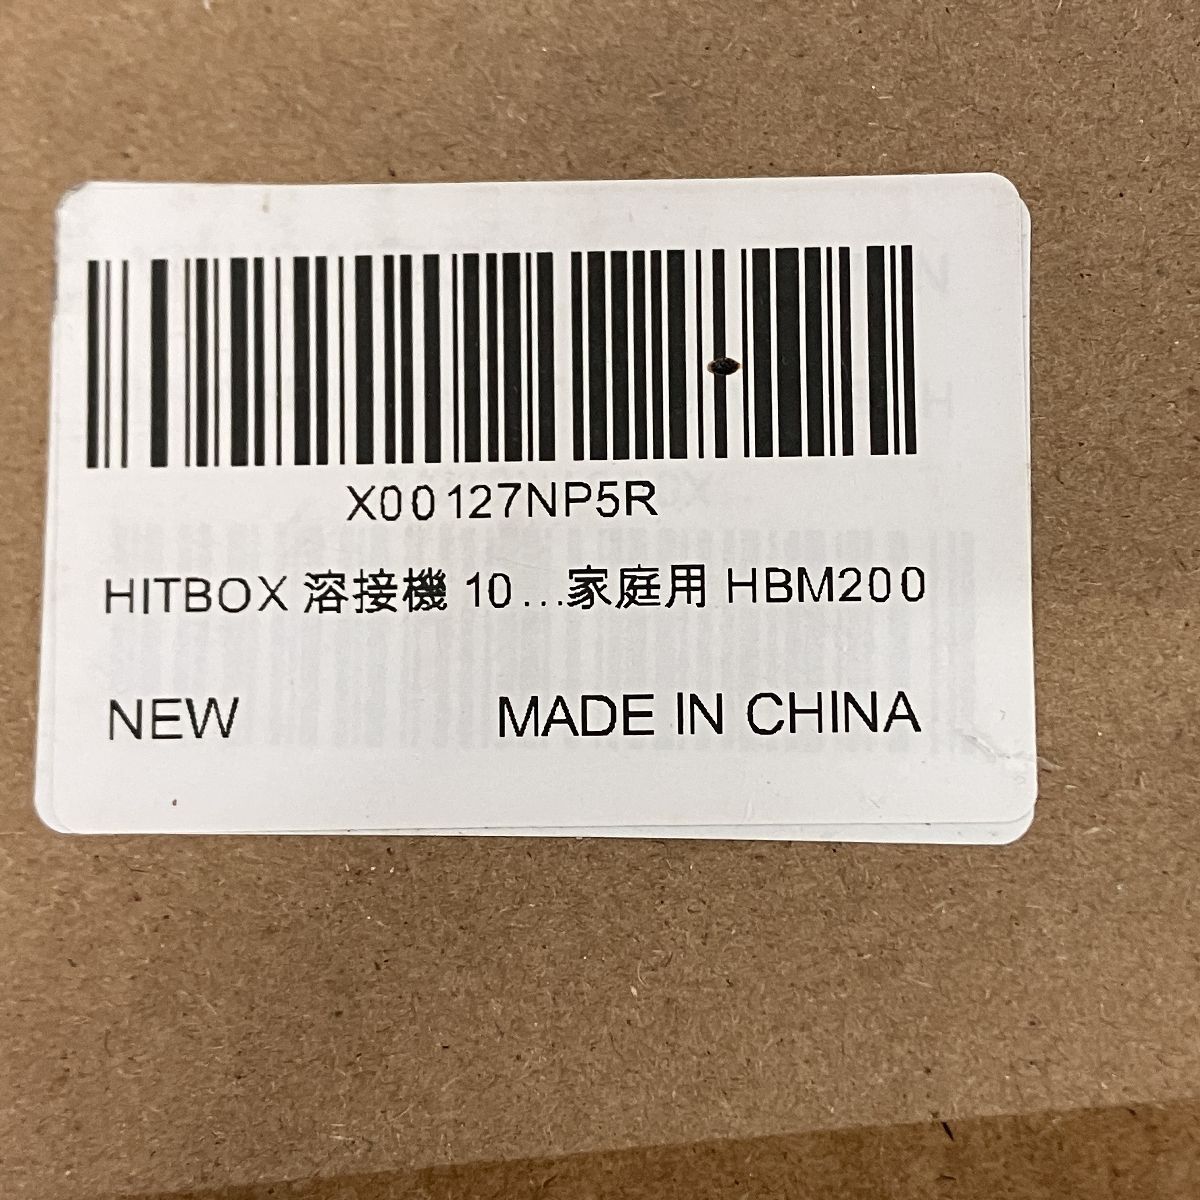 X00127NP5R
HITBOX 溶接機 10...家庭用 HBM200
NEW MADE IN CHINA